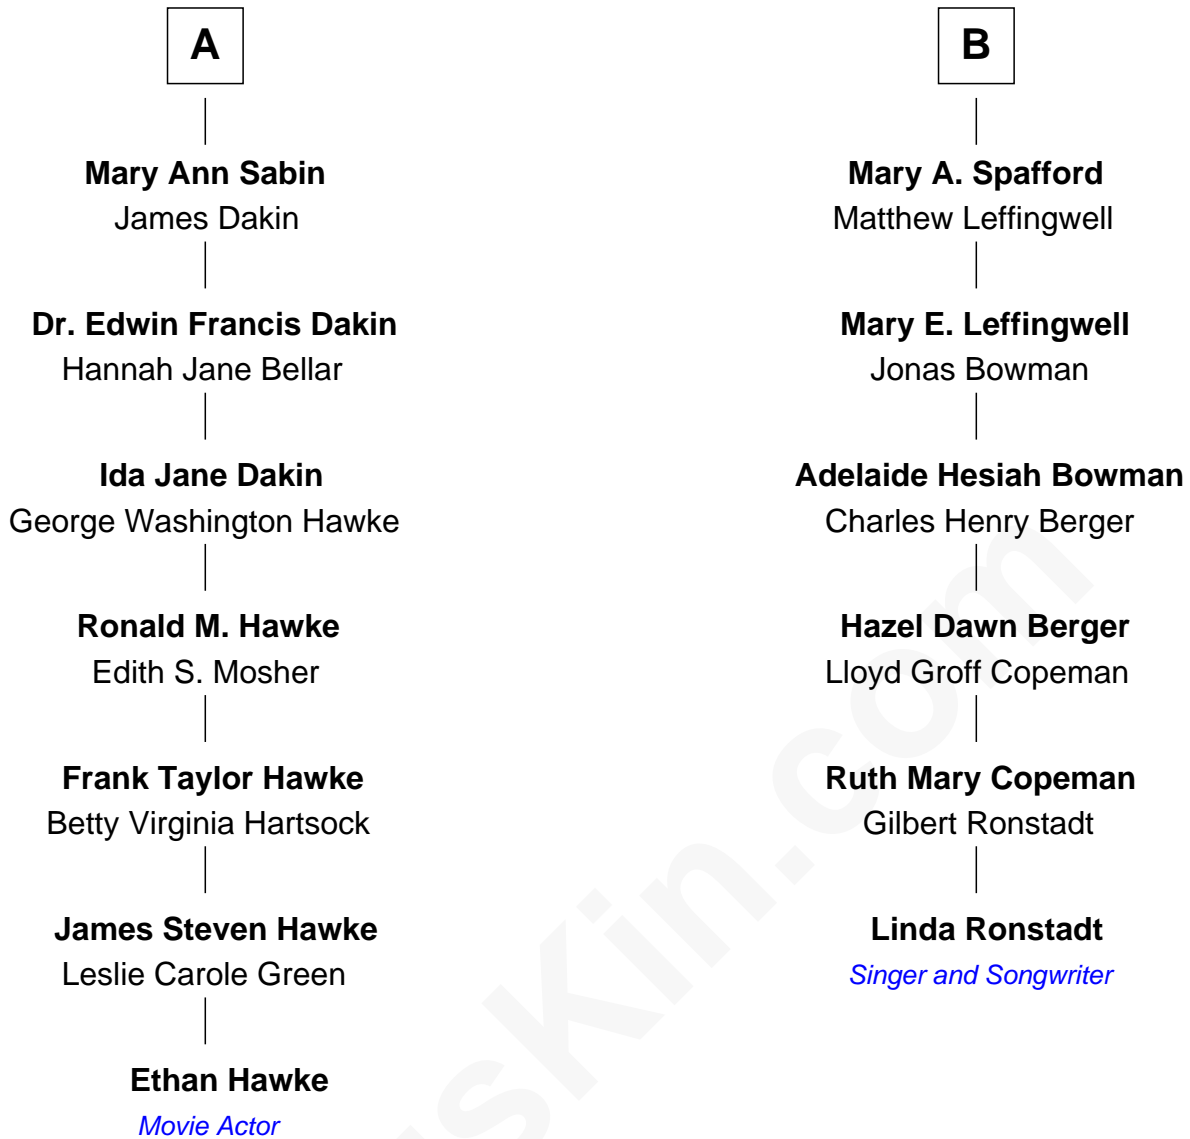 A
Mary Ann Sabin
James Dakin
Dr. Edwin Francis Dakin
Hannah Jane Bellar
Ida Jane Dakin
George Washington Hawke
Ronald M. Hawke
Edith S. Mosher
Frank Taylor Hawke
Betty Virginia Hartsock
James Steven Hawke
Leslie Carole Green
Ethan Hawke
Movie Actor
B
Mary A. Spafford
Matthew Leffingwell
Mary E. Leffingwell
Jonas Bowman
Adelaide Hesiah Bowman
Charles Henry Berger
Hazel Dawn Berger
Lloyd Groff Copeman
Ruth Mary Copeman
Gilbert Ronstadt
Linda Ronstadt
Singer and Songwriter
sKin.com